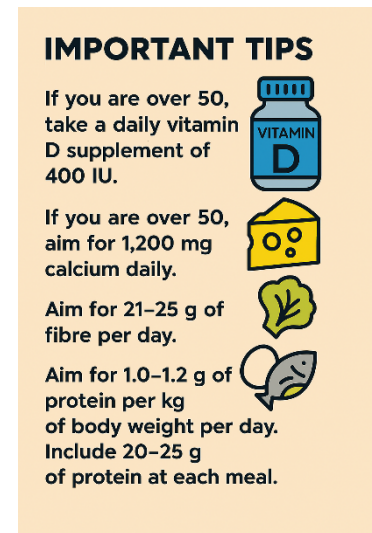 IMPORTANT TIPS
If you are over 50,
take a daily vitamin
D supplement of
400 IU.
VITAMIN
D
If you are over 50,
aim for 1,200 mg
calcium daily.
Aim for 21–25 g of
fibre per day.
Aim for 1.0–1.2 g of
protein per kg
of body weight per day.
Include 20–25 g
of protein at each meal.